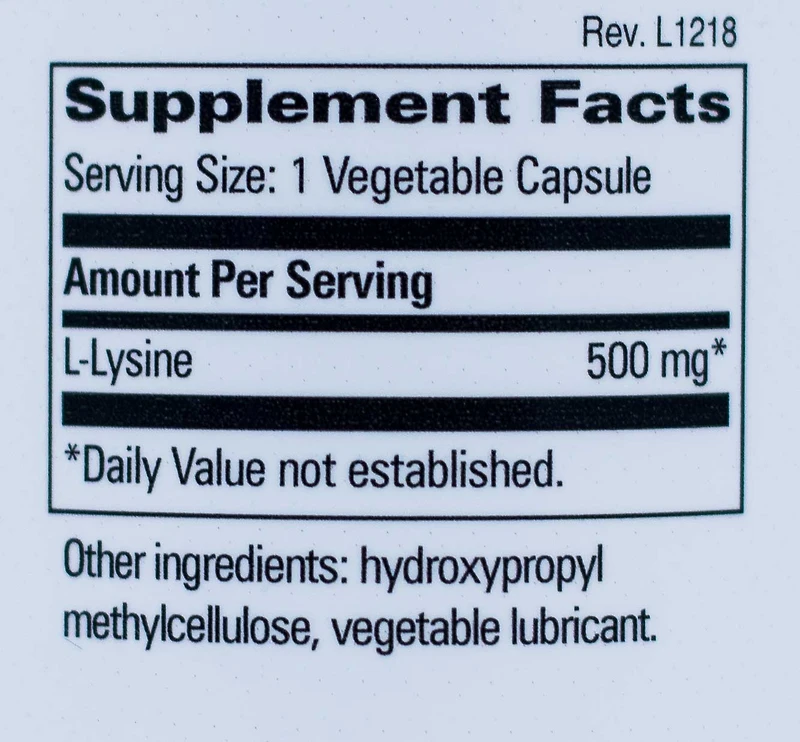 Rev. L1218
Supplement Facts
Serving Size: 1 Vegetable Capsule
Amount Per Serving
L-Lysine 500 mg*
*Daily Value not established.
Other ingredients: hydroxypropyl
methylcellulose, vegetable lubricant.